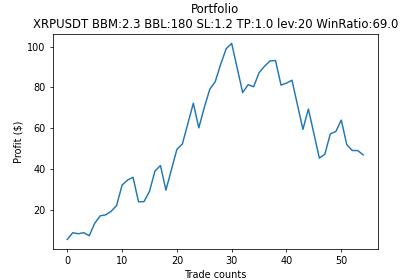 Portfolio
XRPUSDT BBM:2.3 BBL:180 SL:1.2 TP:1.0 lev:20 WinRatio:69.0
100
80
60
40
20
Profit ($)
0
10
20
30
40
50
Trade counts